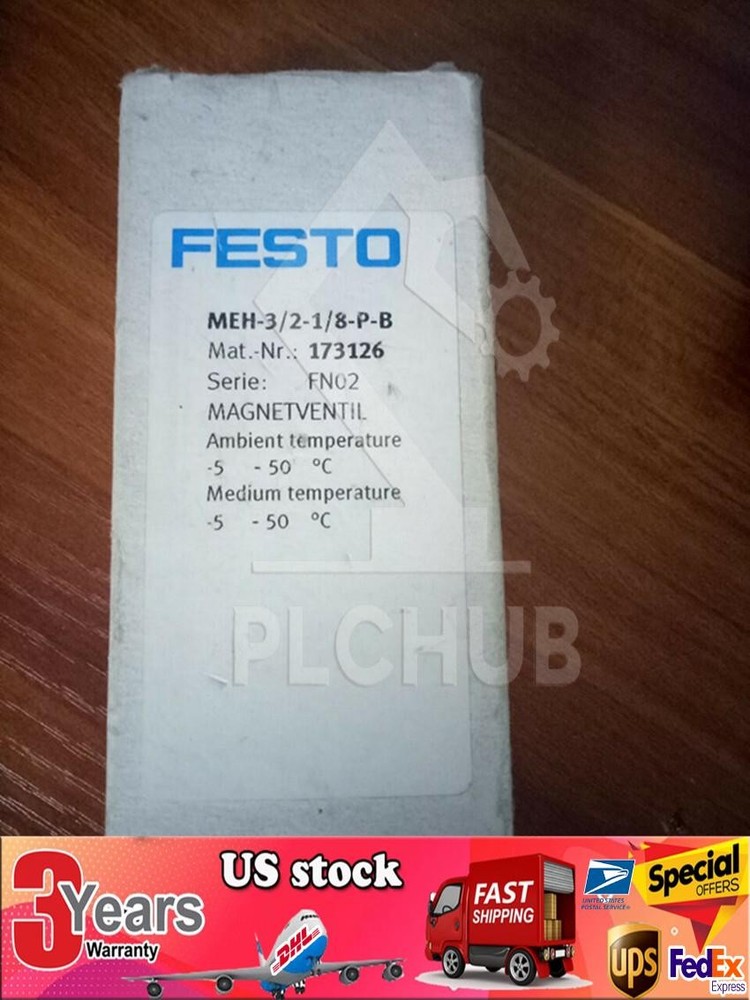 FESTO
MEH-3/2-1/8-P-B
Mat.-Nr.: 173126
Serie: FN02
MAGNETVENTIL
Ambient temperature
-5 - 50 °C
Medium temperature
-5 - 50 °C
PLCHUB
3 Years
Warranty
US stock
DHL
FAST
SHIPPING
UNITED STATES
POSTAL SERVICE®
Special
OFFERS
ups
FedEx
Express